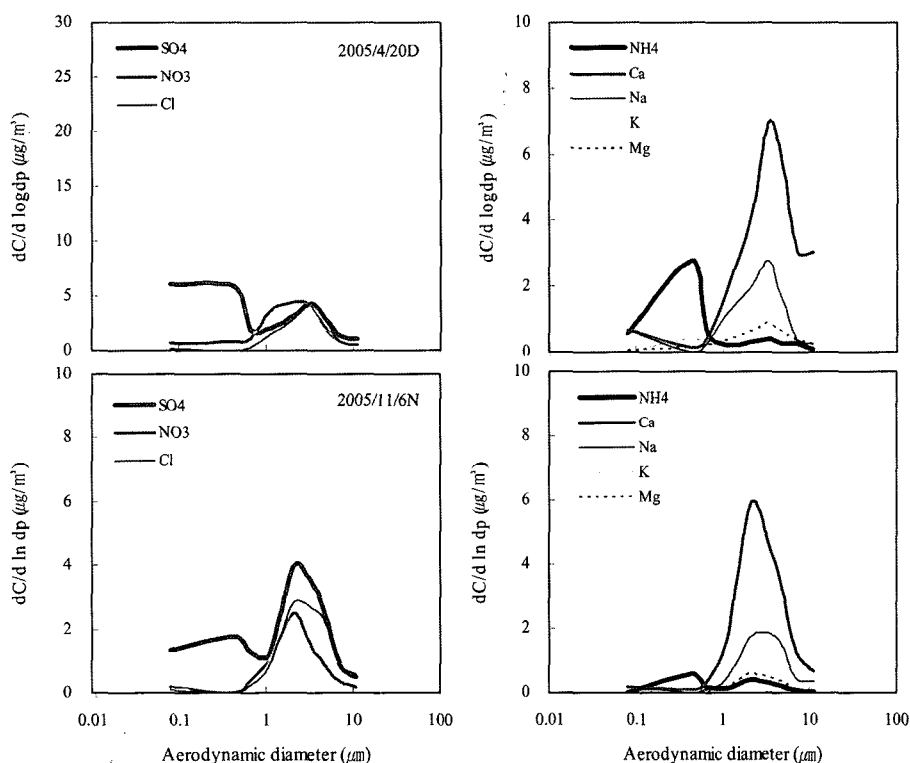 30
25
20
15
10
5
0
dC/d logdp (µg/m³)
SO4
NO3
Cl
2005/4/20D
10
8
6
4
2
0
dC/d logdp (µg/m³)
NH4
Ca
Na
K
Mg
10
8
6
4
2
0
dC/d ln dp (µg/m³)
SO4
NO3
Cl
2005/11/6N
0.01
0.1
1
10
100
Aerodynamic diameter (µm)
10
8
6
4
2
0
dC/d ln dp (µg/m³)
NH4
Ca
Na
K
Mg
0.01
0.1
1
10
100
Aerodynamic diameter (µm)